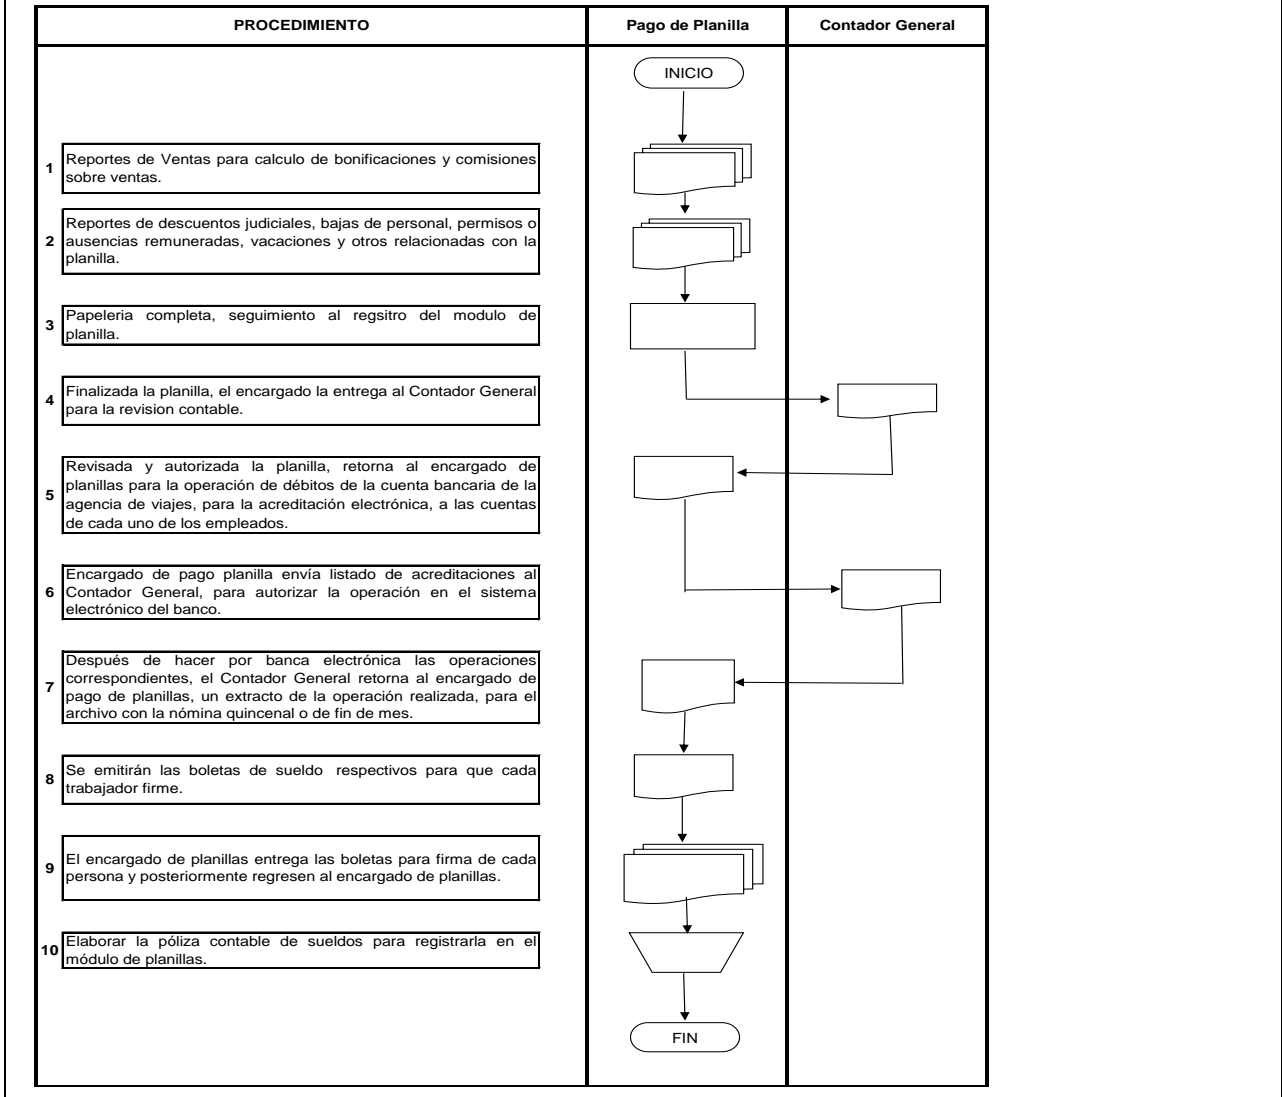 PROCEDIMIENTO
Pago de Planilla
Contador General
INICIO
1
Reportes de Ventas para calculo de bonificaciones y comisiones
sobre ventas.
2
Reportes de descuentos judiciales, bajas de personal, permisos o
ausencias remuneradas, vacaciones y otros relacionadas con la
planilla.
3
Papeleria completa, seguimiento al regsitro del modulo de
planilla.
4
Finalizada la planilla, el encargado la entrega al Contador General
para la revision contable.
5
Revisada y autorizada la planilla, retorna al encargado de
planillas para la operación de débitos de la cuenta bancaria de la
agencia de viajes, para la acreditación electrónica, a las cuentas
de cada uno de los empleados.
6
Encargado de pago planilla envía listado de acreditaciones al
Contador General, para autorizar la operación en el sistema
electrónico del banco.
7
Después de hacer por banca electrónica las operaciones
correspondientes, el Contador General retorna al encargado de
pago de planillas, un extracto de la operación realizada, para el
archivo con la nómina quincenal o de fin de mes.
8
Se emitirán las boletas de sueldo respectivos para que cada
trabajador firme.
9
El encargado de planillas entrega las boletas para firma de cada
persona y posteriormente regresen al encargado de planillas.
10
Elaborar la póliza contable de sueldos para registrarla en el
módulo de planillas.
FIN